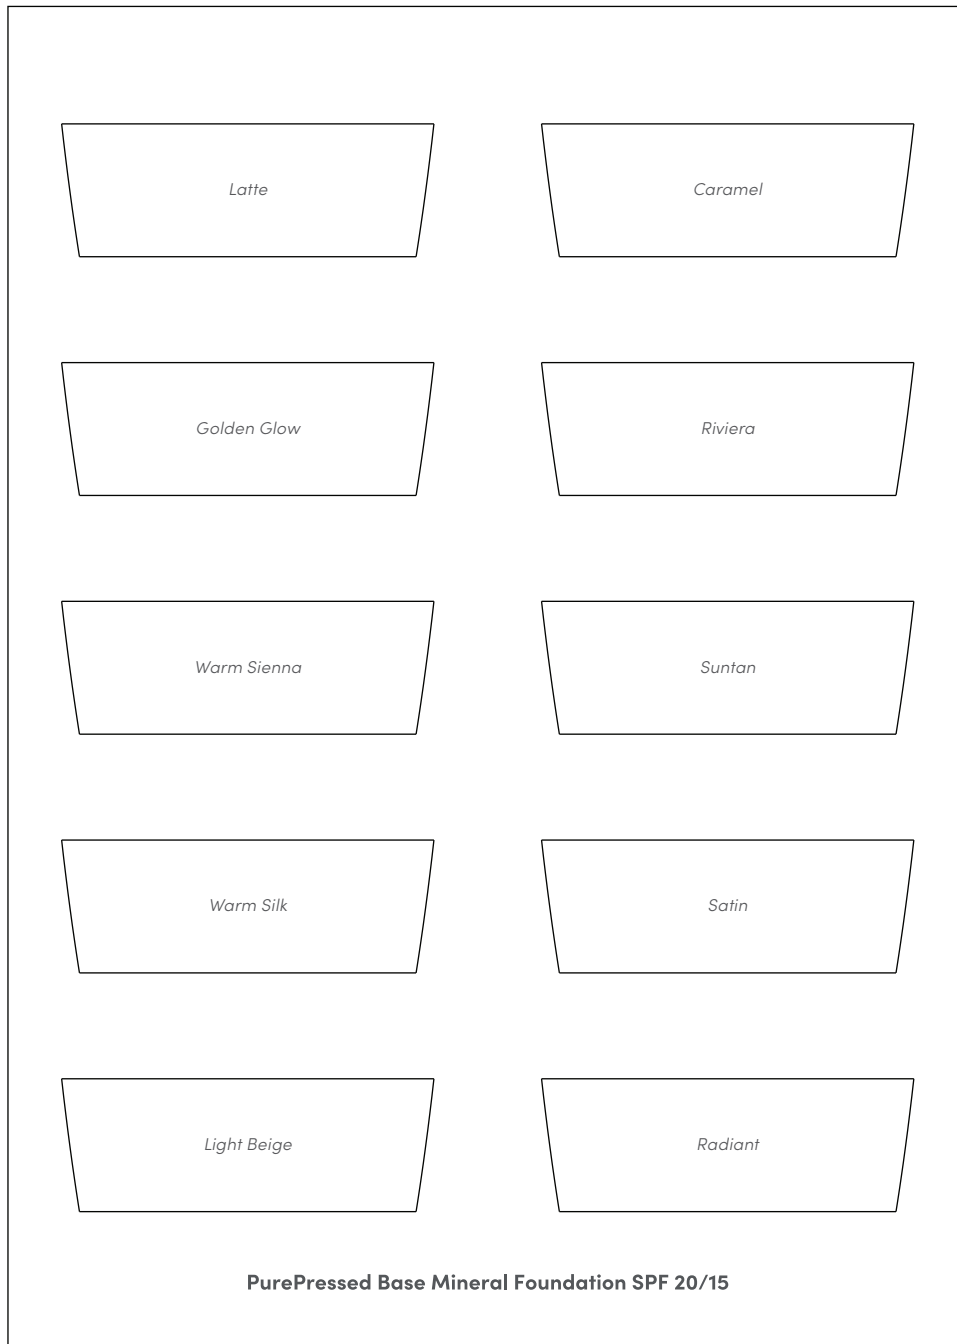 Latte
Caramel
Golden Glow
Riviera
Warm Sienna
Suntan
Warm Silk
Satin
Light Beige
Radiant
PurePressed Base Mineral Foundation SPF 20/15